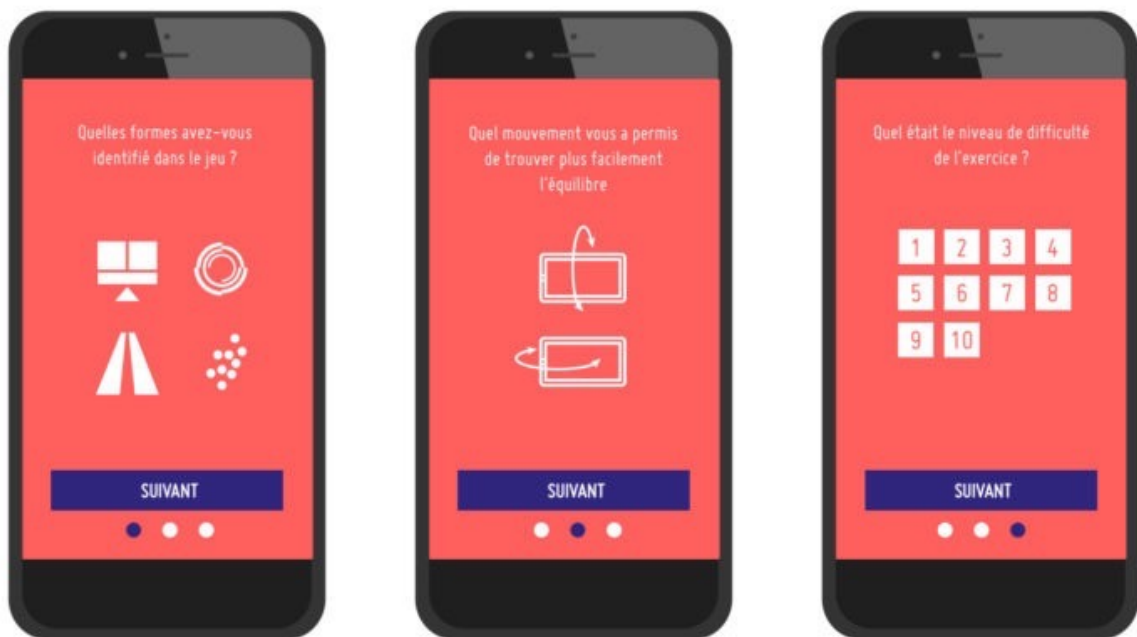 Quelles formes avez-vous
identifié dans le jeu ?
SUIVANT
Quel mouvement vous a permis
de trouver plus facilement
l'équilibre
SUIVANT
Quel était le niveau de difficulté
de l'exercice ?
1 2 3 4
5 6 7 8
9 10
SUIVANT